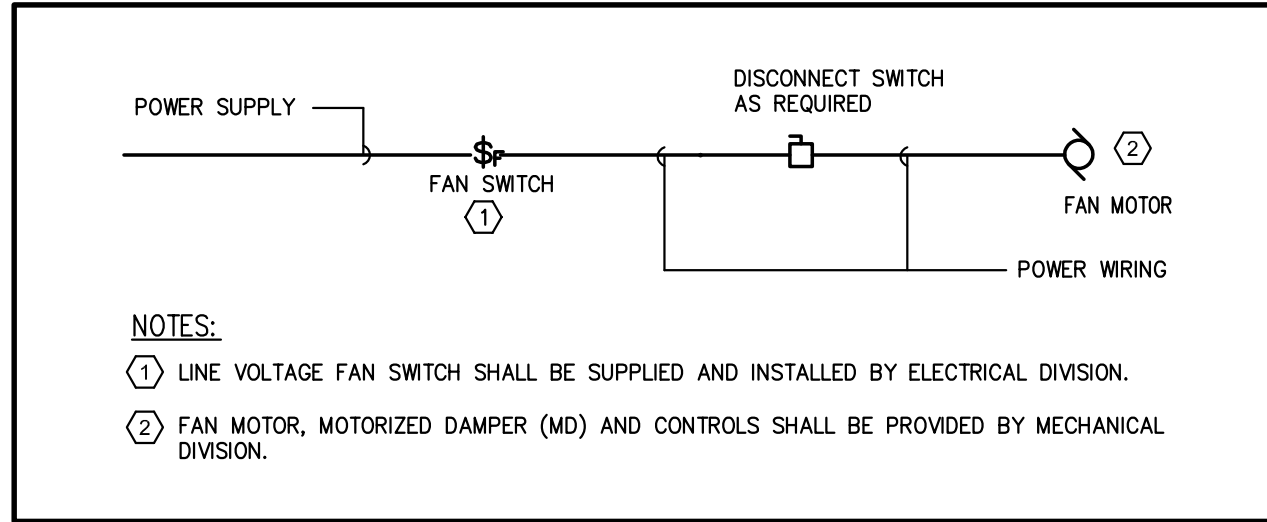 DISCONNECT SWITCH
AS REQUIRED
POWER SUPPLY
$F
2
FAN SWITCH
1
FAN MOTOR
POWER WIRING
NOTES:
1 LINE VOLTAGE FAN SWITCH SHALL BE SUPPLIED AND INSTALLED BY ELECTRICAL DIVISION.
2 FAN MOTOR, MOTORIZED DAMPER (MD) AND CONTROLS SHALL BE PROVIDED BY MECHANICAL
DIVISION.